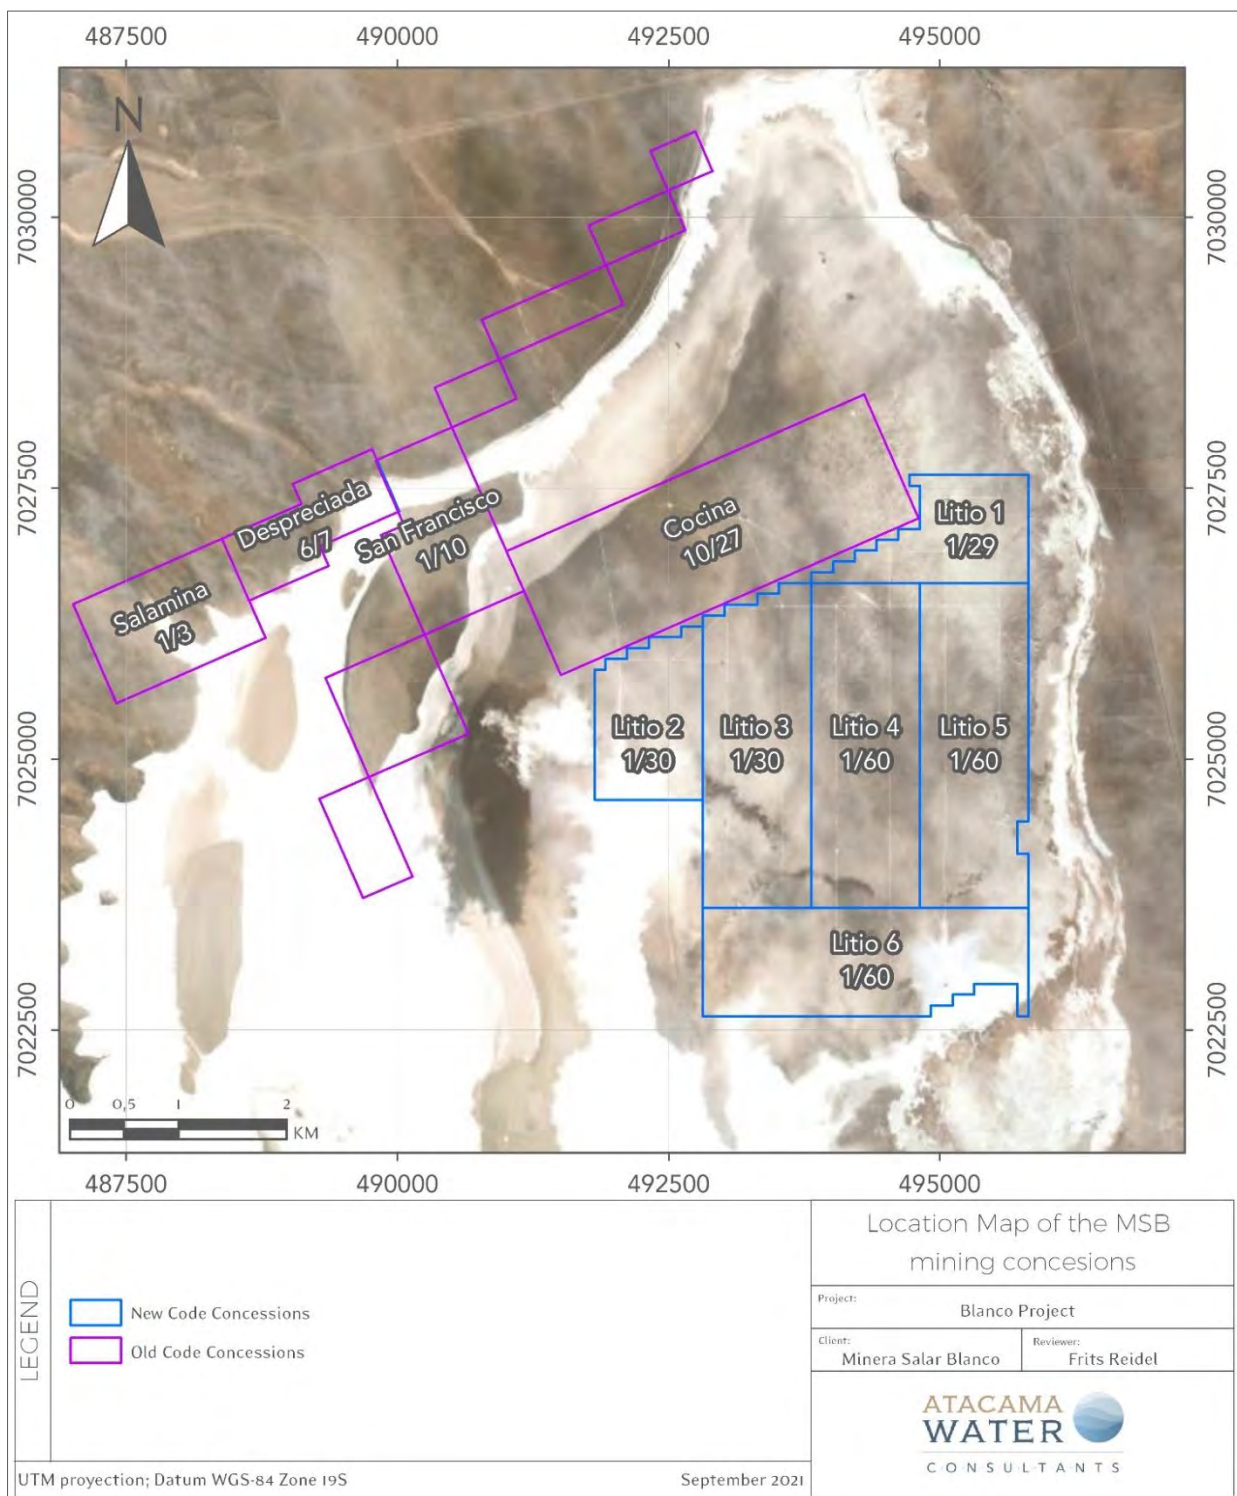 487500 490000 492500 495000
N
7030000 7030000
7027500 7027500
7025000 7025000
7022500 7022500
Despreciada
6/7
San Francisco
1/10
Cocina
10/27
Litio 1
1/29
Salamina
1/3
Litio 2
1/30
Litio 3
1/30
Litio 4
1/60
Litio 5
1/60
Litio 6
1/60
0 0,5 1 2
KM
487500 490000 492500 495000
LEGEND
New Code Concessions
Old Code Concessions
Location Map of the MSB
mining concesions
Project:
Blanco Project
Client:
Minera Salar Blanco
Reviewer:
Frits Reidel
ATACAMA
WATER
CONSULTANTS
UTM proyection; Datum WGS-84 Zone 19S
September 2021